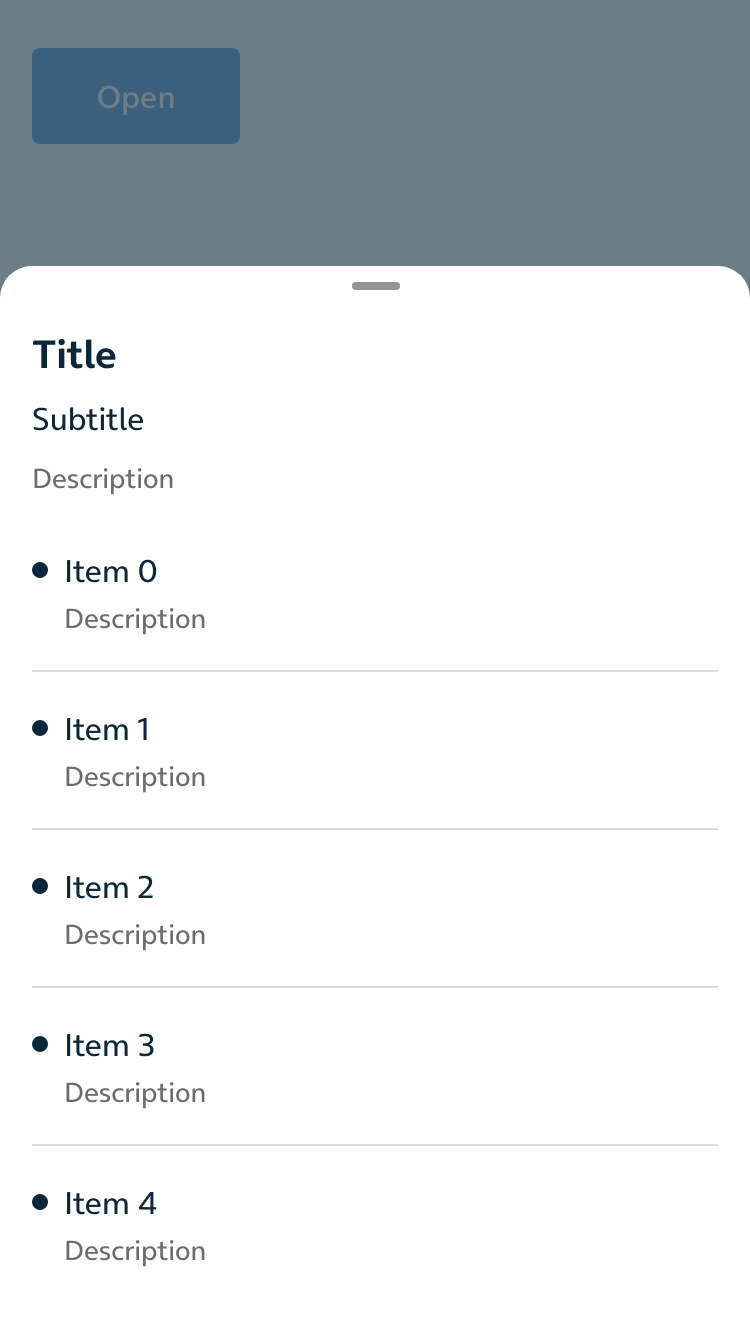 Open
Title
Subtitle
Description
Item 0
Description
Item 1
Description
Item 2
Description
Item 3
Description
Item 4
Description